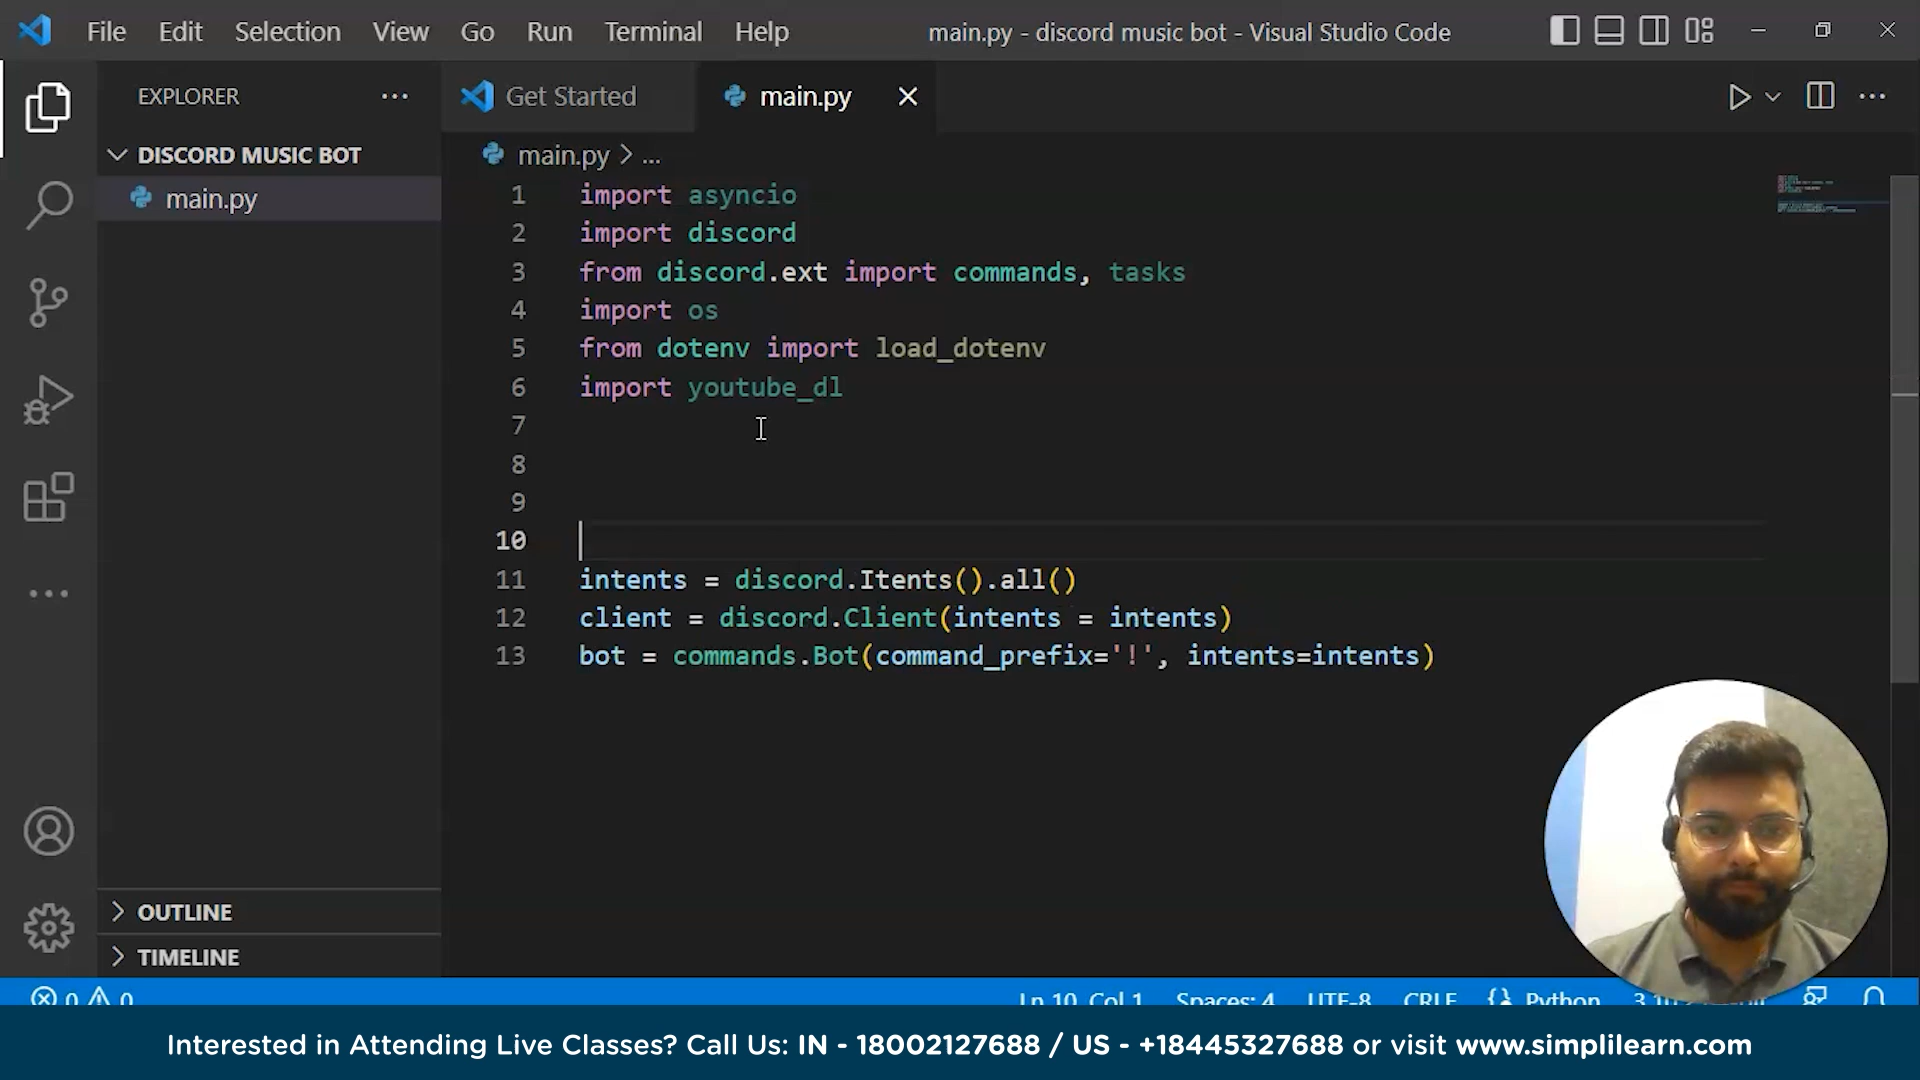 File Edit Selection View Go Run Terminal Help main.py - discord music bot - Visual Studio Code
EXPLORER
DISCORD MUSIC BOT
main.py
OUTLINE
TIMELINE
Get Started main.py
main.py > ...
1 import asyncio
2 import discord
3 from discord.ext import commands, tasks
4 import os
5 from dotenv import load_dotenv
6 import youtube_dl
7
8
9
10
11 intents = discord.Itents().all()
12 client = discord.Client(intents = intents)
13 bot = commands.Bot(command_prefix='!', intents=intents)
0 0 Ln 10, Col 1 Spaces: 4 UTF-8 CRLF Python
Interested in Attending Live Classes? Call Us: IN - 18002127688 / US - +18445327688 or visit www.simplilearn.com